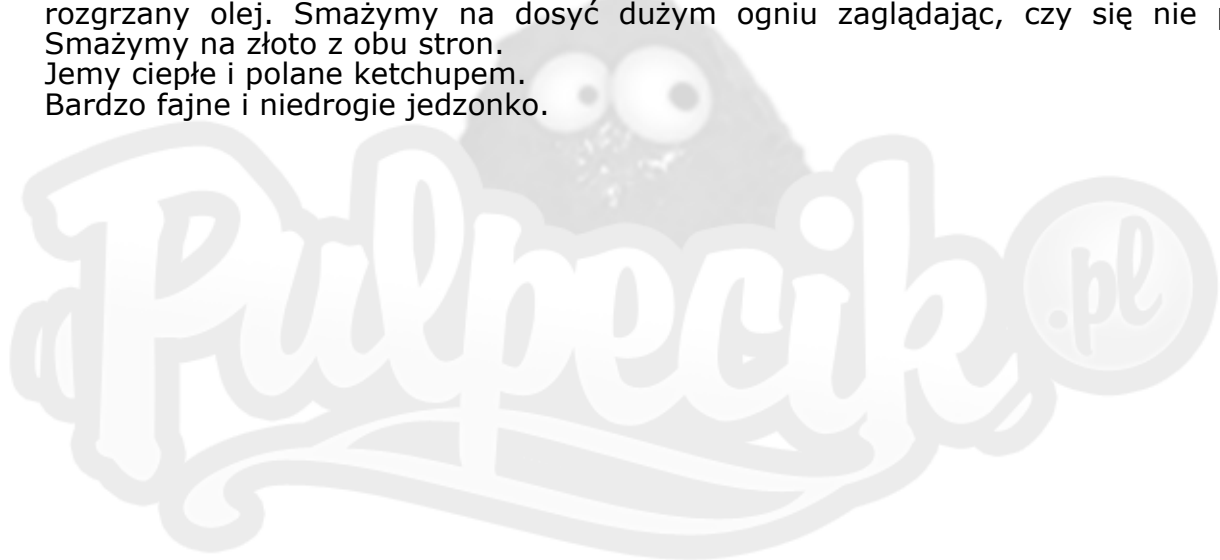 rozgrzany olej. Smażymy na dosyć dużym ogniu zaglądając, czy się nie
Smażymy na złoto z obu stron.
Jemy ciepłe i polane ketchupem.
Bardzo fajne i niedrogie jedzonko.
Pulpecik.pl